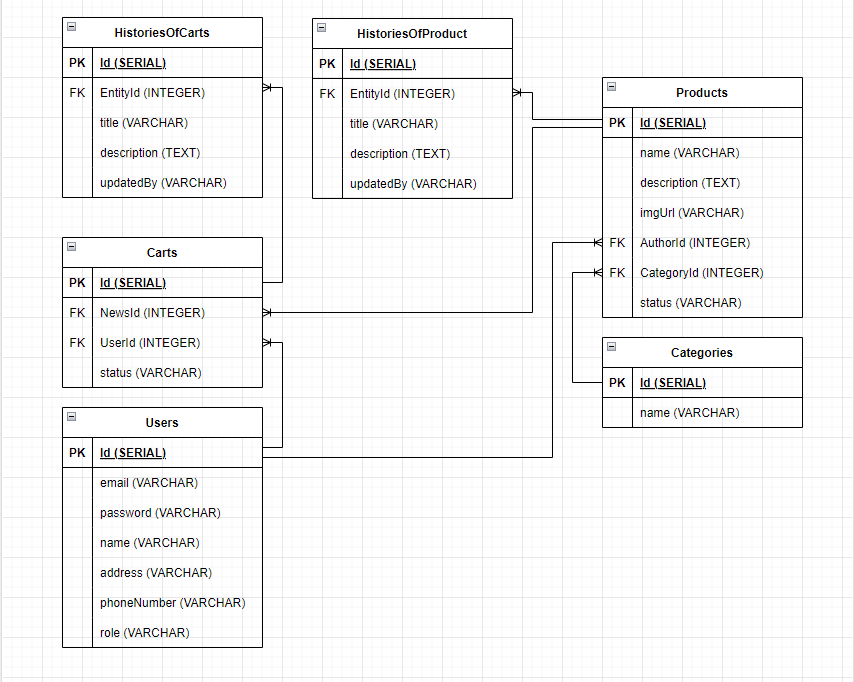 HistoriesOfCarts
PK Id (SERIAL)
FK EntityId (INTEGER)
title (VARCHAR)
description (TEXT)
updatedBy (VARCHAR)
HistoriesOfProduct
PK Id (SERIAL)
FK EntityId (INTEGER)
title (VARCHAR)
description (TEXT)
updatedBy (VARCHAR)
Products
PK Id (SERIAL)
name (VARCHAR)
description (TEXT)
imgUrl (VARCHAR)
FK AuthorId (INTEGER)
FK CategoryId (INTEGER)
status (VARCHAR)
Carts
PK Id (SERIAL)
FK NewsId (INTEGER)
FK UserId (INTEGER)
status (VARCHAR)
Categories
PK Id (SERIAL)
name (VARCHAR)
Users
PK Id (SERIAL)
email (VARCHAR)
password (VARCHAR)
name (VARCHAR)
address (VARCHAR)
phoneNumber (VARCHAR)
role (VARCHAR)